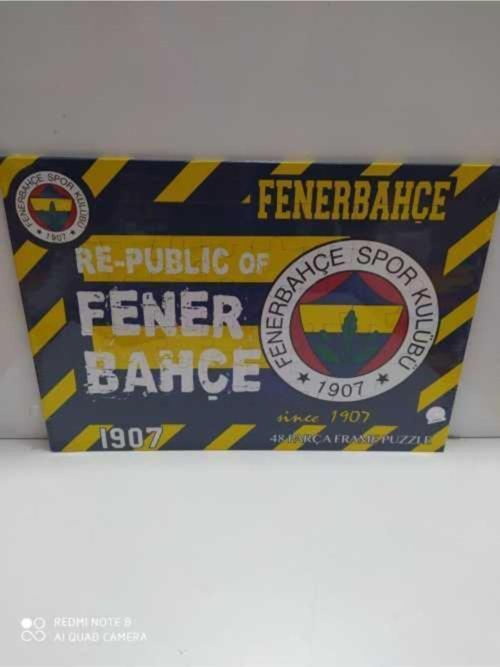 FENERBAHÇE SPOR KULÜBÜ
★ 1907 ★
FENERBAHÇE
RE-PUBLIC OF
FENER
BAHÇE
1907
FENERBAHÇE SPOR KULÜBÜ
★ 1907 ★
since 1907
48 PARÇA FRAME PUZZLE
REDMI NOTE 8
AI QUAD CAMERA